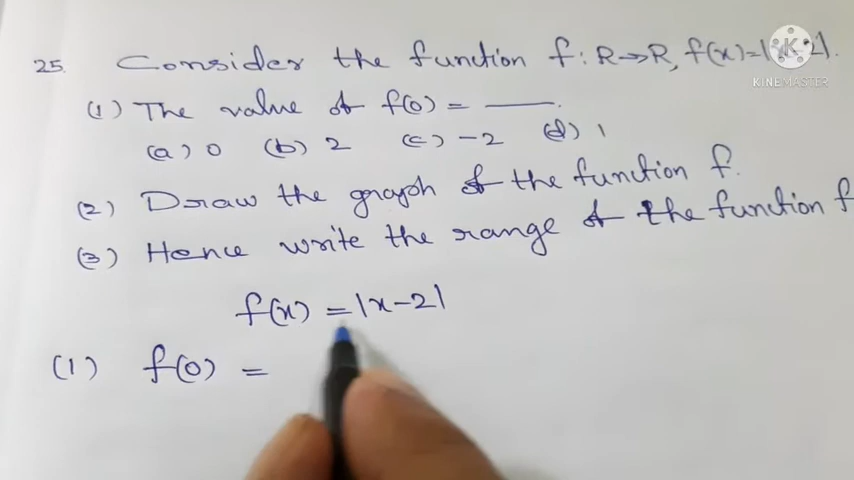 25. Consider the function f : R→R, f(x)=|x-2|.
(1) The value of f(0) = ____.
(a) 0 (b) 2 (c) -2 (d) 1
(2) Draw the graph of the function f.
(3) Hence write the range of the function f
f(x) = |x-2|
(1) f(0) =
K
KINEMASTER